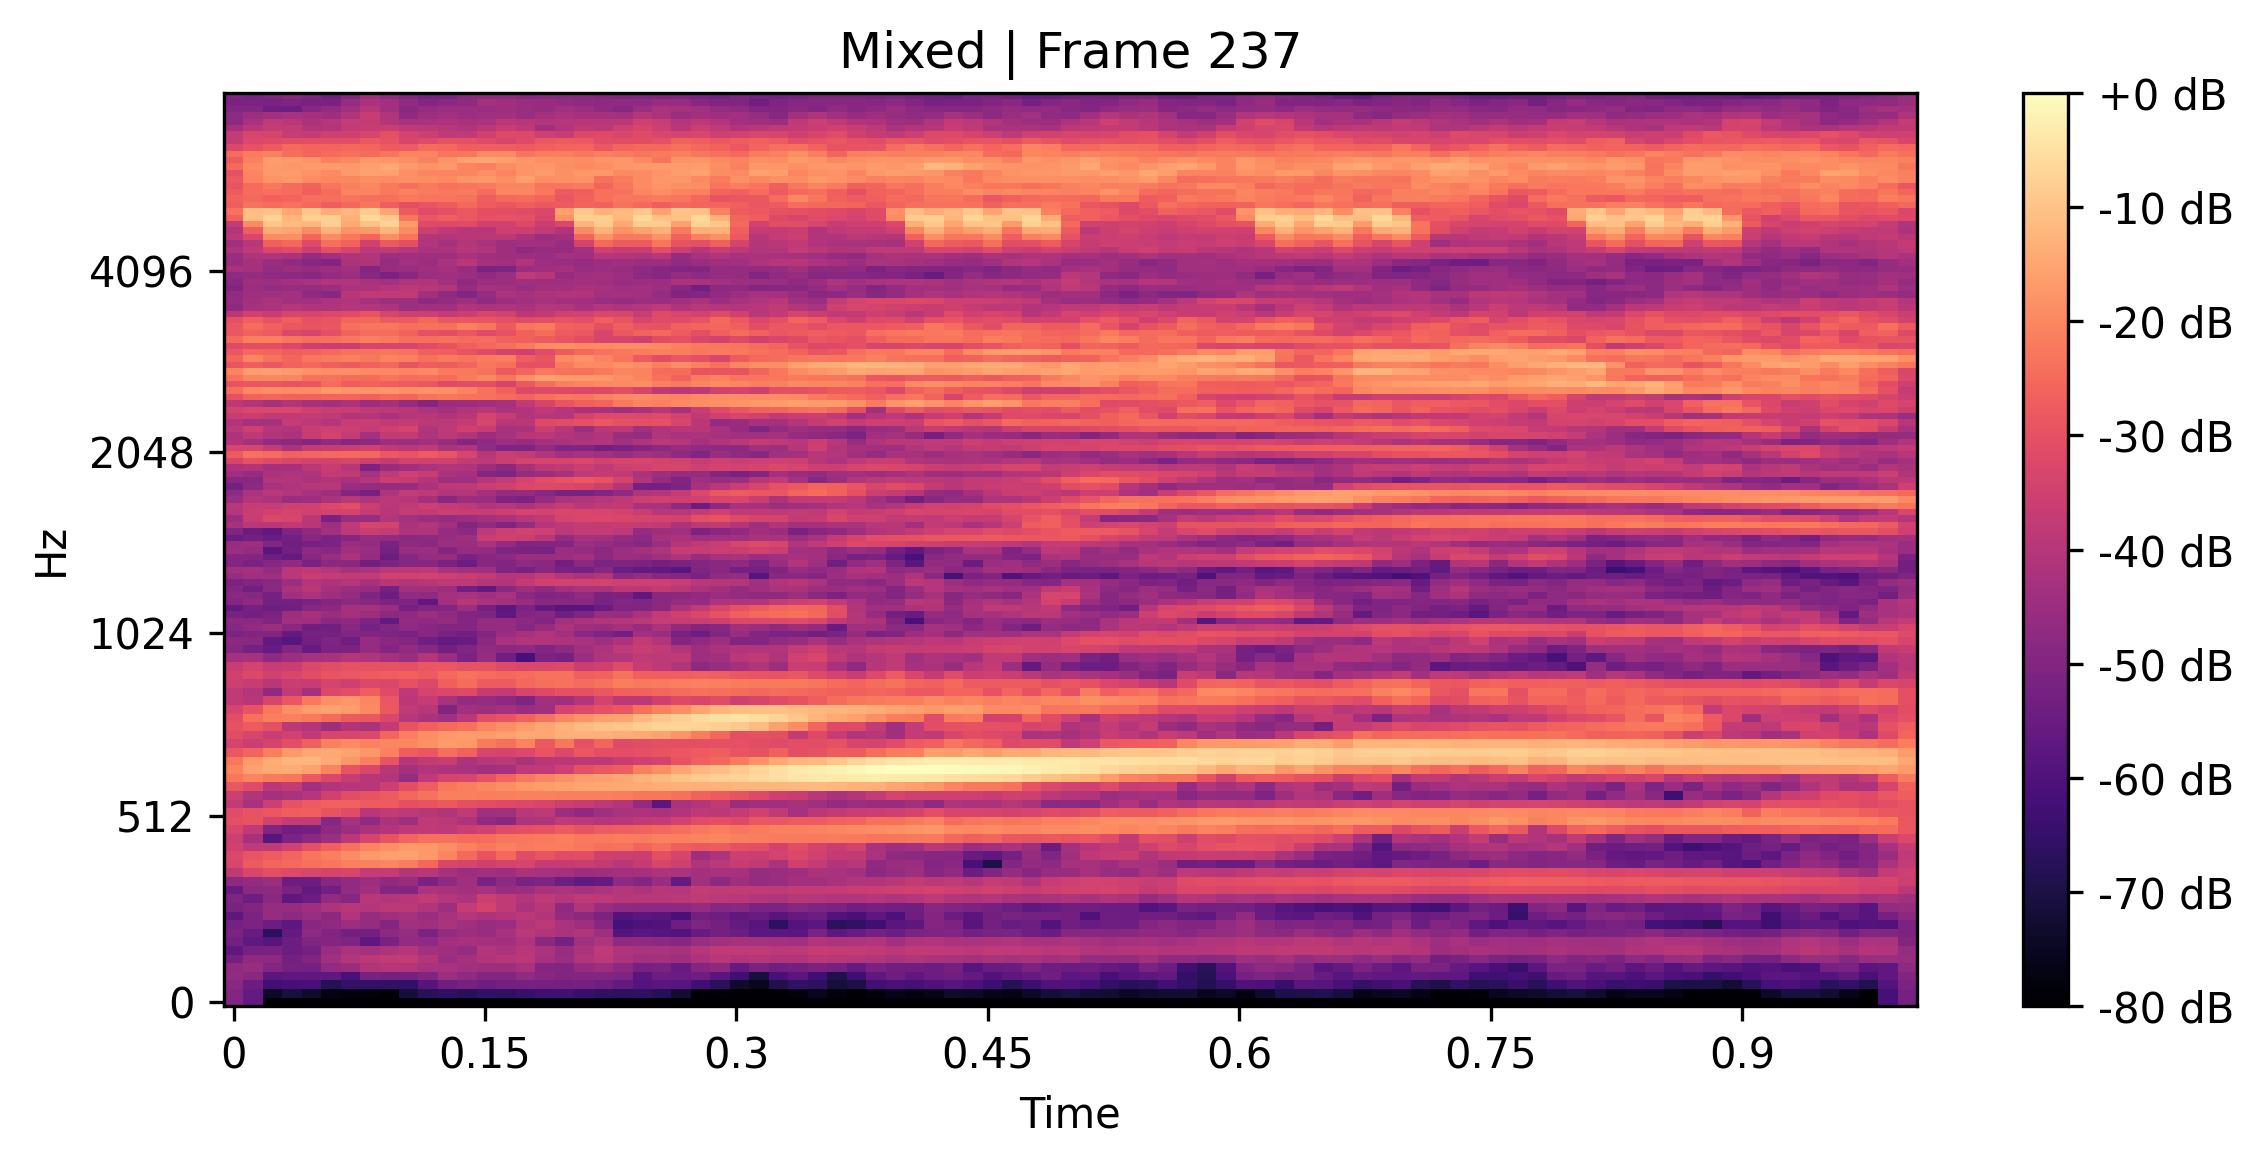 Mixed | Frame 237
+0 dB
-10 dB
-20 dB
-30 dB
-40 dB
-50 dB
-60 dB
-70 dB
-80 dB
Hz
4096
2048
1024
512
0
0 0.15 0.3 0.45 0.6 0.75 0.9
Time